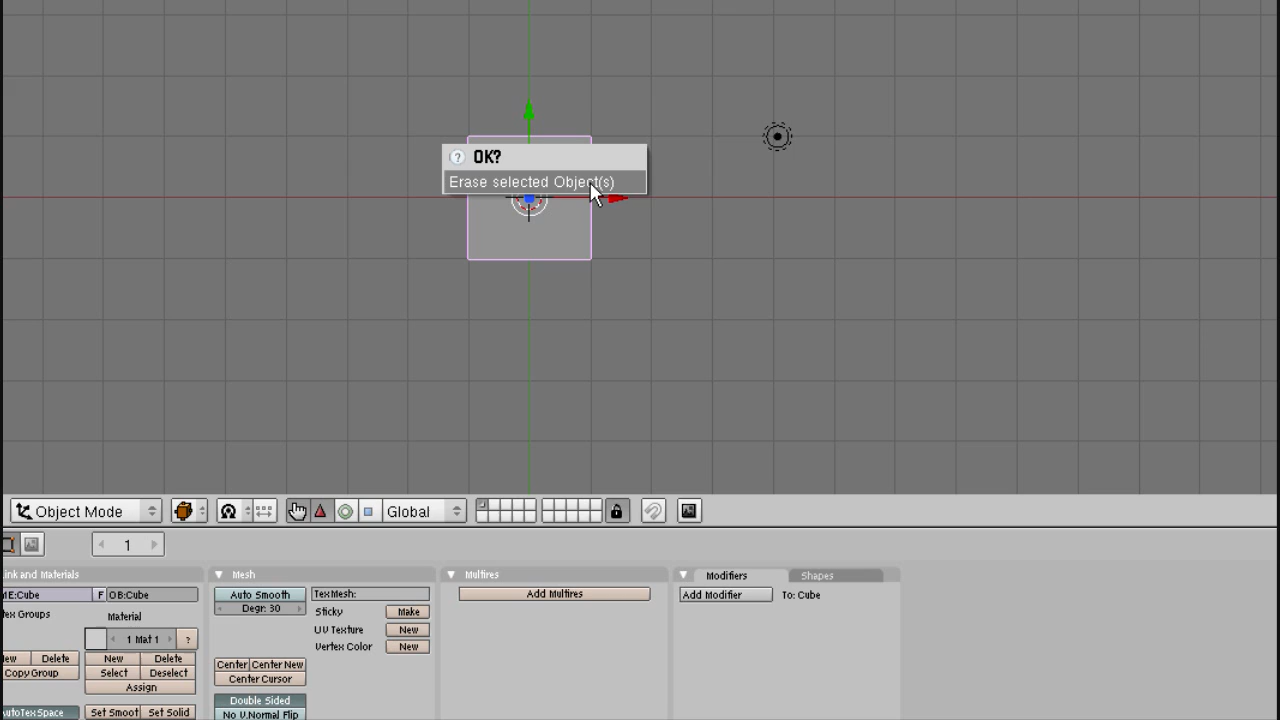 OK?
Erase selected Object(s)
Object Mode
Global
1
ink and Materials
Mesh
Multires
Modifiers
Shapes
ME:Cube
F
OB:Cube
Auto Smooth
TexMesh:
Add Multires
Add Modifier
To: Cube
Degr: 30
Sticky
Make
tex Groups
Material
UV Texture
New
1 Mat 1
?
Vertex Color
New
New
Delete
New
Delete
Center
Center New
Copy Group
Select
Deselect
Center Cursor
Assign
Double Sided
AutoTexSpace
Set Smoot
Set Solid
No V.Normal Flip